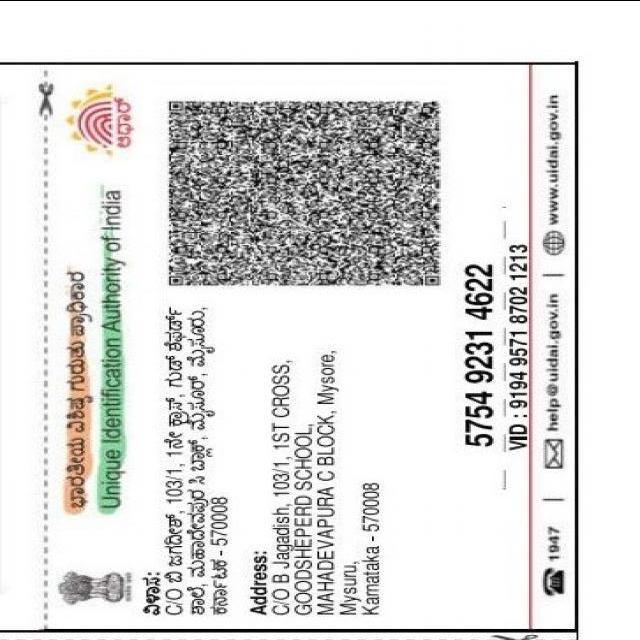 ಭಾರತೀಯ ವಿಶಿಷ್ಟ ಗುರುತು ಪ್ರಾಧಿಕಾರ
Unique Identification Authority of India
ಆಧಾರ್
ವಿಳಾಸ:
C/O ಬಿ ಜಗದೀಶ್, 103/1, 1ನೇ ಕ್ರಾಸ್, ಗುಡ್ ಶೆಫರ್ಡ್
ಶಾಲೆ, ಮಹಾದೇವಪುರ ಸಿ ಬ್ಲಾಕ್, ಮೈಸೂರ್, ಮೈಸೂರು,
ಕರ್ನಾಟಕ - 570008
Address:
C/O B Jagadish, 103/1, 1ST CROSS,
GOODSHEPERD SCHOOL,
MAHADEVAPURA C BLOCK, Mysore,
Mysuru,
Karnataka - 570008
5754 9231 4622
VID : 9194 9571 8702 1213
1947 | help@uidai.gov.in | www.uidai.gov.in